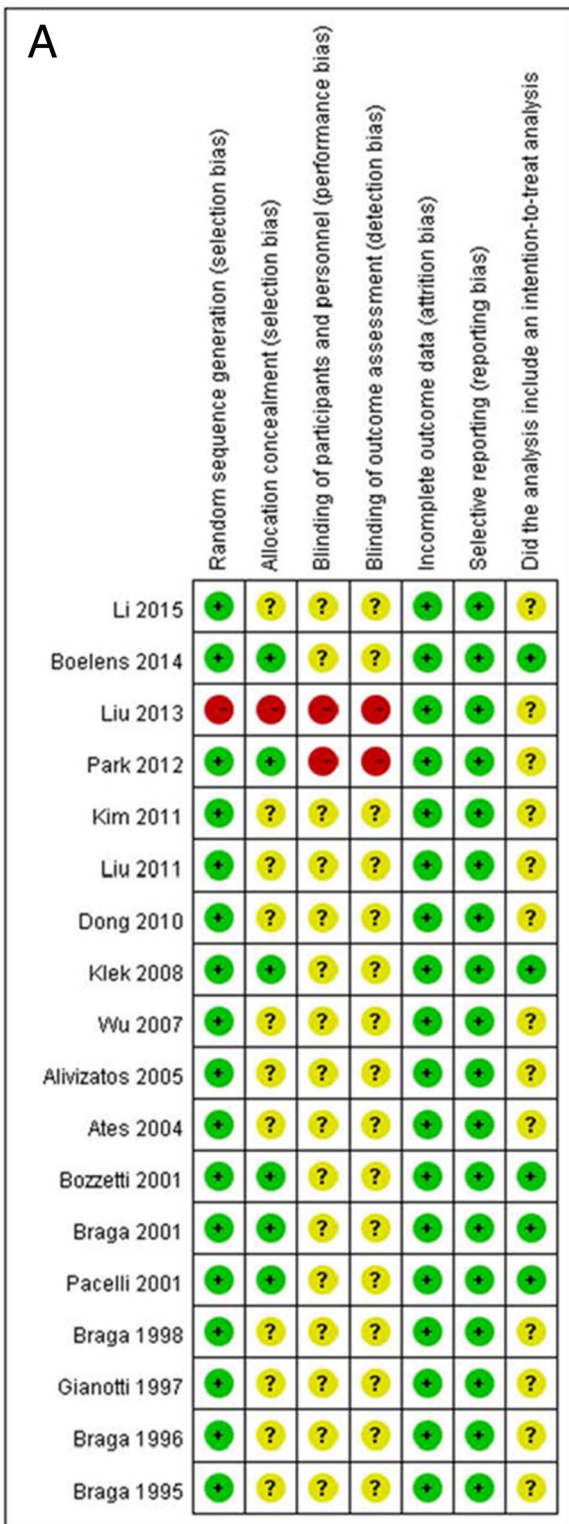 A
Random sequence generation (selection bias)
Allocation concealment (selection bias)
Blinding of participants and personnel (performance bias)
Blinding of outcome assessment (detection bias)
Incomplete outcome data (attrition bias)
Selective reporting (reporting bias)
Did the analysis include an intention-to-treat analysis
Li 2015 + ? ? ? + + ?
Boelens 2014 + + ? ? + + +
Liu 2013 - - - - + + ?
Park 2012 + + - - + + ?
Kim 2011 + ? ? ? + + ?
Liu 2011 + ? ? ? + + ?
Dong 2010 + ? ? ? + + ?
Klek 2008 + + ? ? + + +
Wu 2007 + ? ? ? + + ?
Alivizatos 2005 + ? ? ? + + ?
Ates 2004 + ? ? ? + + ?
Bozzetti 2001 + + ? ? + + +
Braga 2001 + + ? ? + + +
Pacelli 2001 + + ? ? + + +
Braga 1998 + ? ? ? + + ?
Gianotti 1997 + ? ? ? + + ?
Braga 1996 + ? ? ? + + ?
Braga 1995 + ? ? ? + + ?